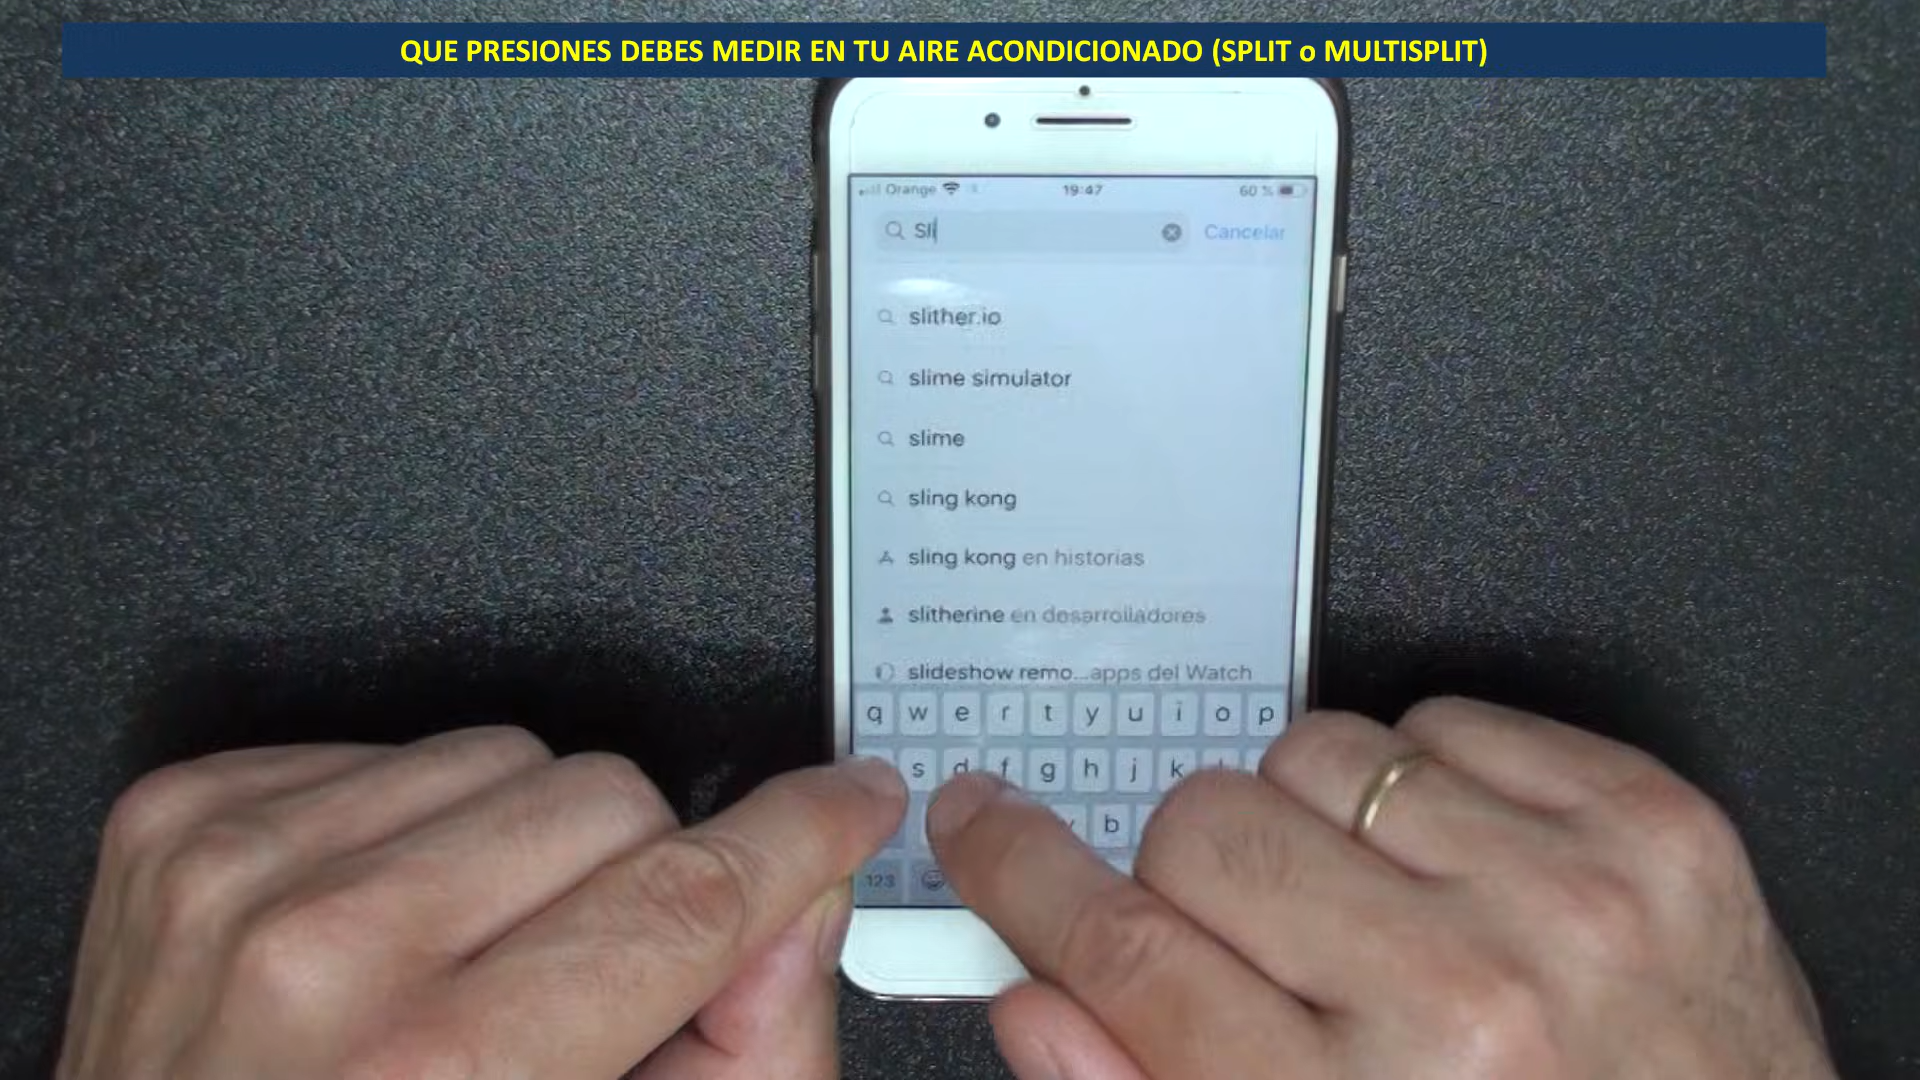 QUE PRESIONES DEBES MEDIR EN TU AIRE ACONDICIONADO (SPLIT o MULTISPLIT)
Orange 19:47 60 %
Sli Cancelar
slither.io
slime simulator
slime
sling kong
sling kong en historias
slitherine en desarrolladores
slideshow remo...apps del Watch
q w e r t y u i o p
s d f g h j k
b
123